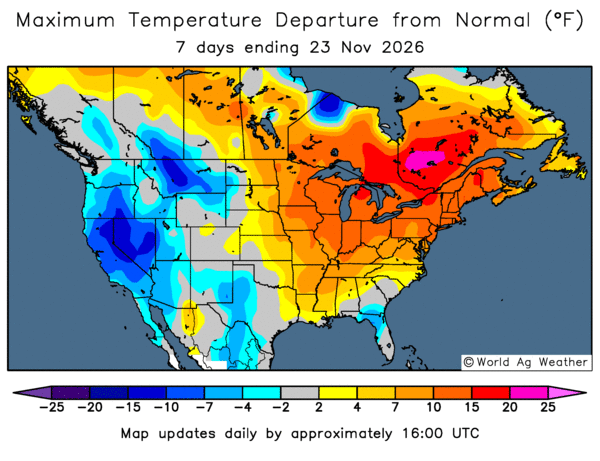 Maximum Temperature Departure from Normal (°F)
7 days ending 23 Nov 2026
© World Ag Weather
−25 −20 −15 −10 −7 −4 −2 2 4 7 10 15 20 25
Map updates daily by approximately 16:00 UTC